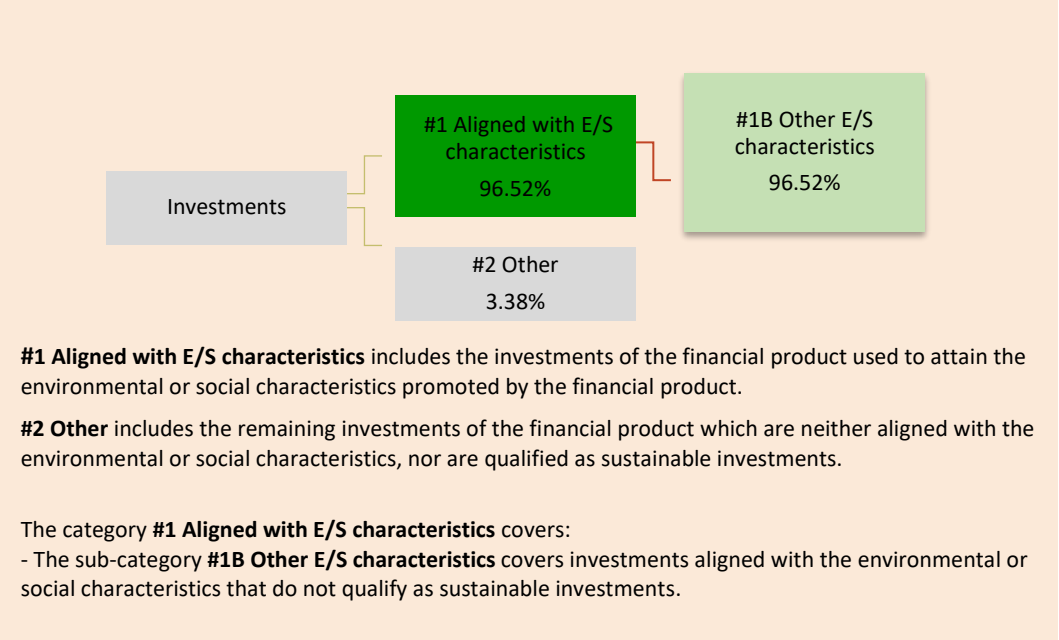 #1 Aligned with E/S
characteristics
96.52%
#1B Other E/S
characteristics
96.52%
Investments
#2 Other
3.38%
#1 Aligned with E/S characteristics includes the investments of the financial product used to attain the
environmental or social characteristics promoted by the financial product.
#2 Other includes the remaining investments of the financial product which are neither aligned with the
environmental or social characteristics, nor are qualified as sustainable investments.
The category #1 Aligned with E/S characteristics covers:
- The sub-category #1B Other E/S characteristics covers investments aligned with the environmental or
social characteristics that do not qualify as sustainable investments.